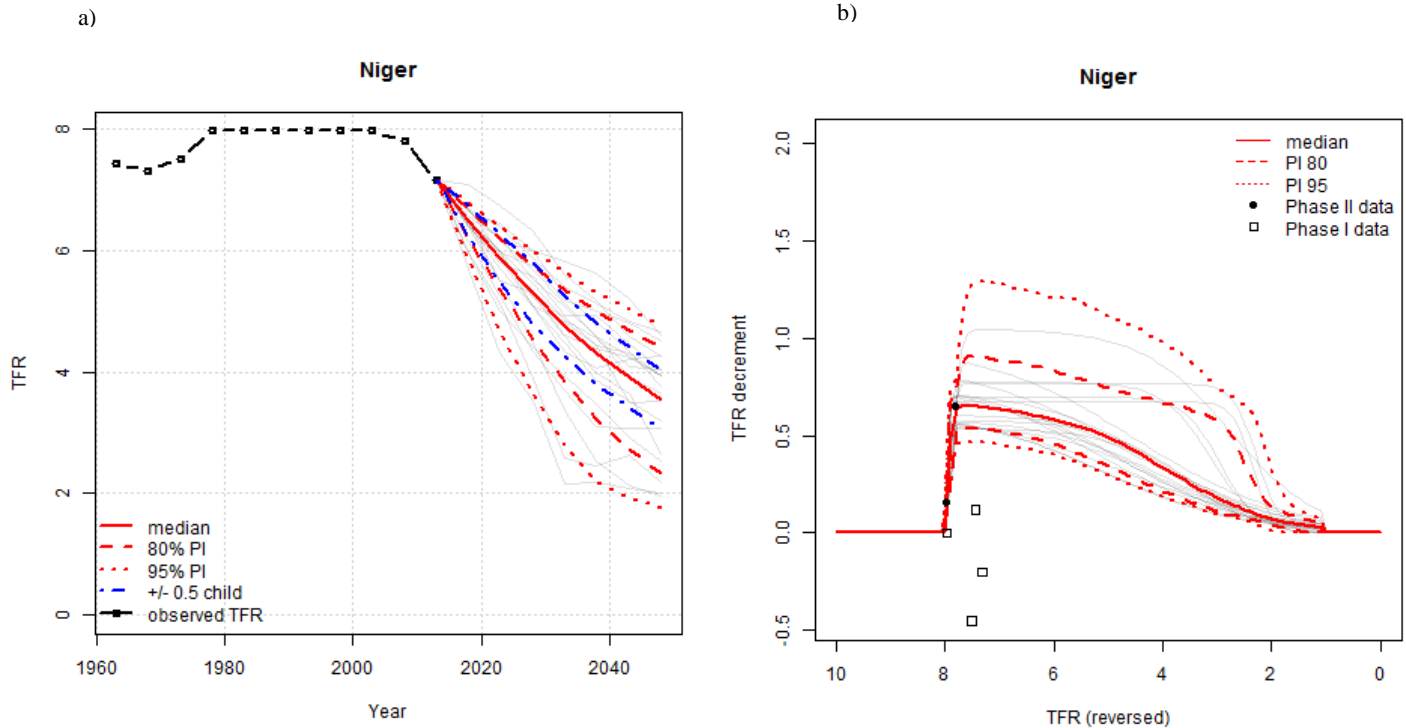 a)
Niger
TFR
8
6
4
2
0
median
80% PI
95% PI
+/- 0.5 child
observed TFR
1960
1980
2000
2020
2040
Year
b)
Niger
TFR decrement
2.0
1.5
1.0
0.5
0.0
-0.5
median
PI 80
PI 95
Phase II data
Phase I data
10
8
6
4
2
0
TFR (reversed)